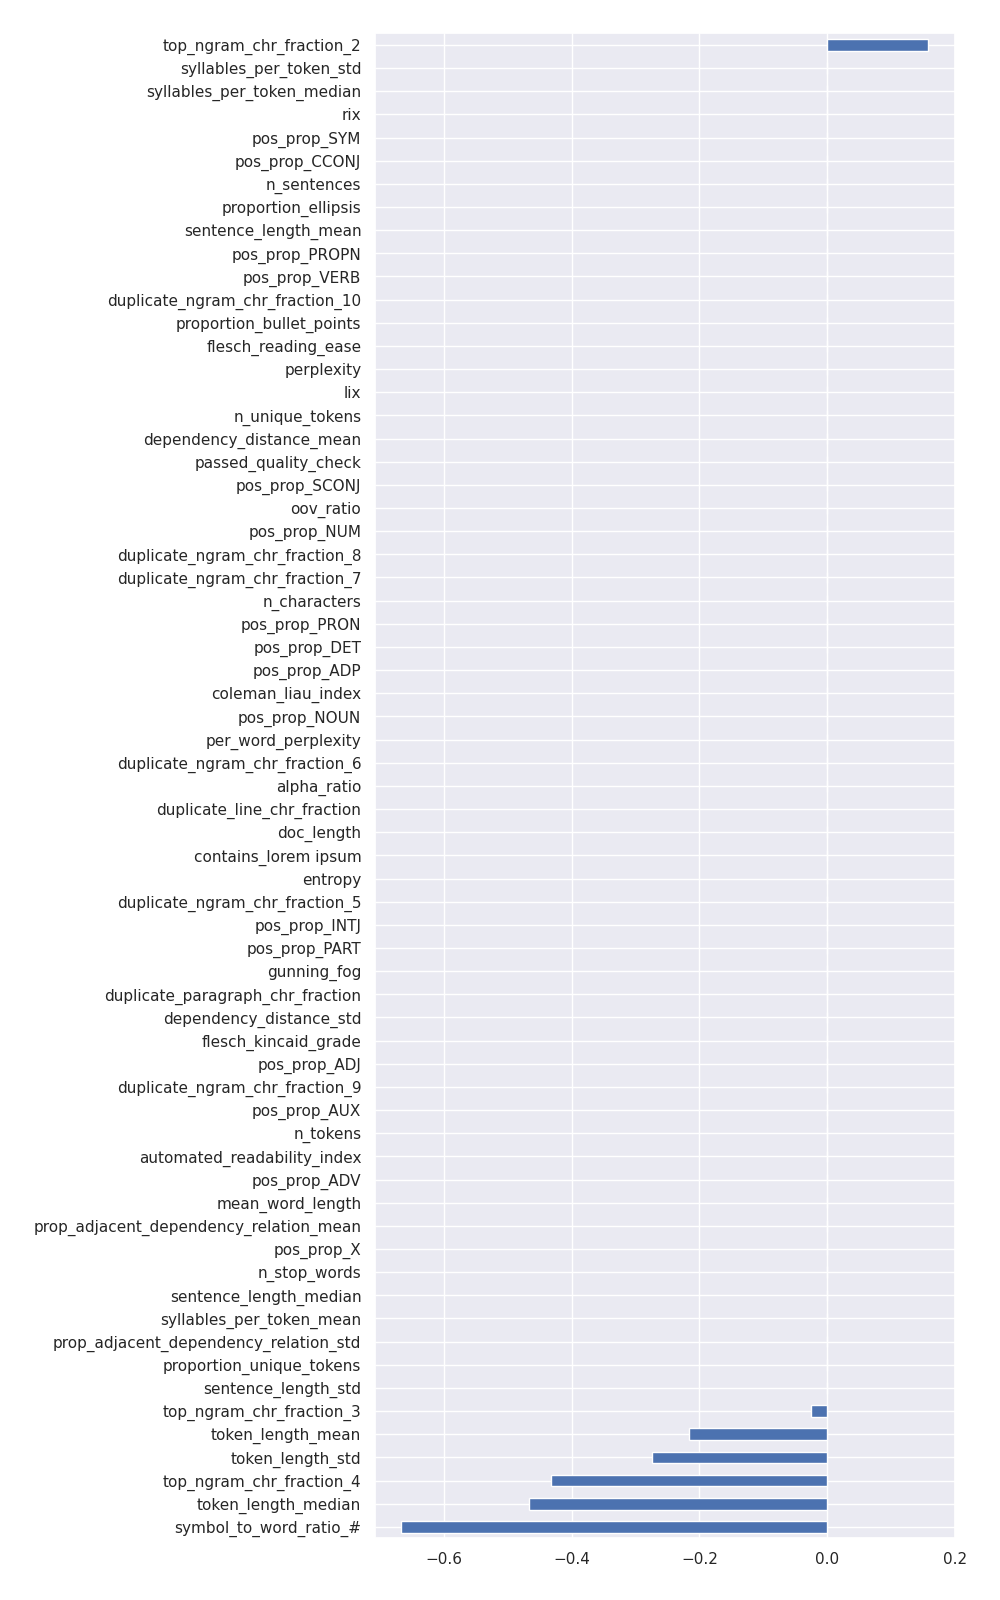 top_ngram_chr_fraction_2
syllables_per_token_std
syllables_per_token_median
rix
pos_prop_SYM
pos_prop_CCONJ
n_sentences
proportion_ellipsis
sentence_length_mean
pos_prop_PROPN
pos_prop_VERB
duplicate_ngram_chr_fraction_10
proportion_bullet_points
flesch_reading_ease
perplexity
lix
n_unique_tokens
dependency_distance_mean
passed_quality_check
pos_prop_SCONJ
oov_ratio
pos_prop_NUM
duplicate_ngram_chr_fraction_8
duplicate_ngram_chr_fraction_7
n_characters
pos_prop_PRON
pos_prop_DET
pos_prop_ADP
coleman_liau_index
pos_prop_NOUN
per_word_perplexity
duplicate_ngram_chr_fraction_6
alpha_ratio
duplicate_line_chr_fraction
doc_length
contains_lorem ipsum
entropy
duplicate_ngram_chr_fraction_5
pos_prop_INTJ
pos_prop_PART
gunning_fog
duplicate_paragraph_chr_fraction
dependency_distance_std
flesch_kincaid_grade
pos_prop_ADJ
duplicate_ngram_chr_fraction_9
pos_prop_AUX
n_tokens
automated_readability_index
pos_prop_ADV
mean_word_length
prop_adjacent_dependency_relation_mean
pos_prop_X
n_stop_words
sentence_length_median
syllables_per_token_mean
prop_adjacent_dependency_relation_std
proportion_unique_tokens
sentence_length_std
top_ngram_chr_fraction_3
token_length_mean
token_length_std
top_ngram_chr_fraction_4
token_length_median
symbol_to_word_ratio_#
−0.6 −0.4 −0.2 0.0 0.2